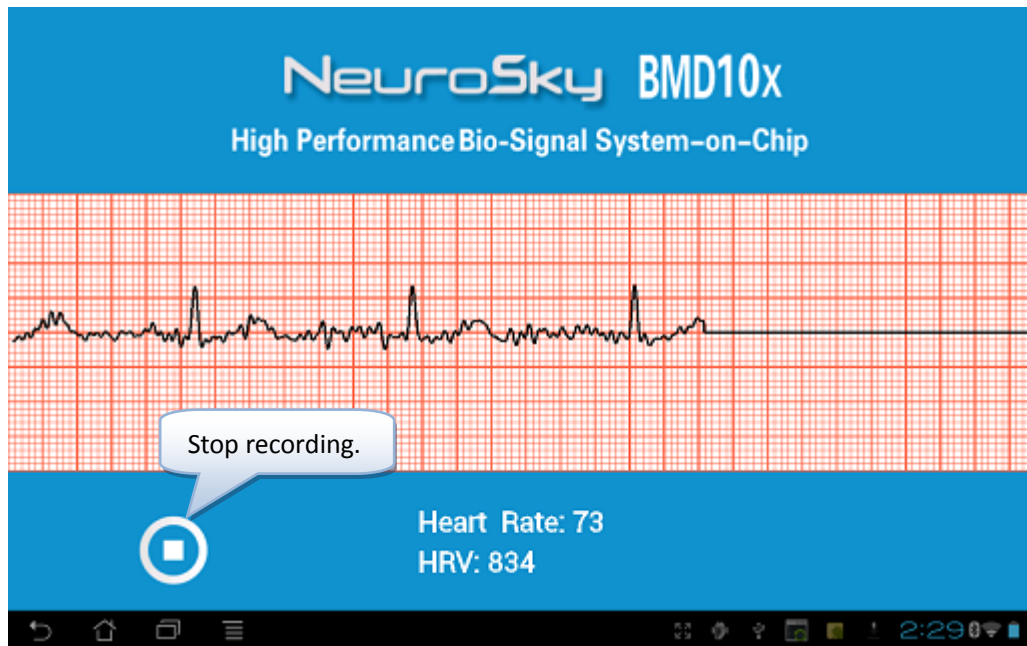 NeuroSky BMD10x
High Performance Bio-Signal System-on-Chip
Stop recording.
Heart Rate: 73
HRV: 834
2:29